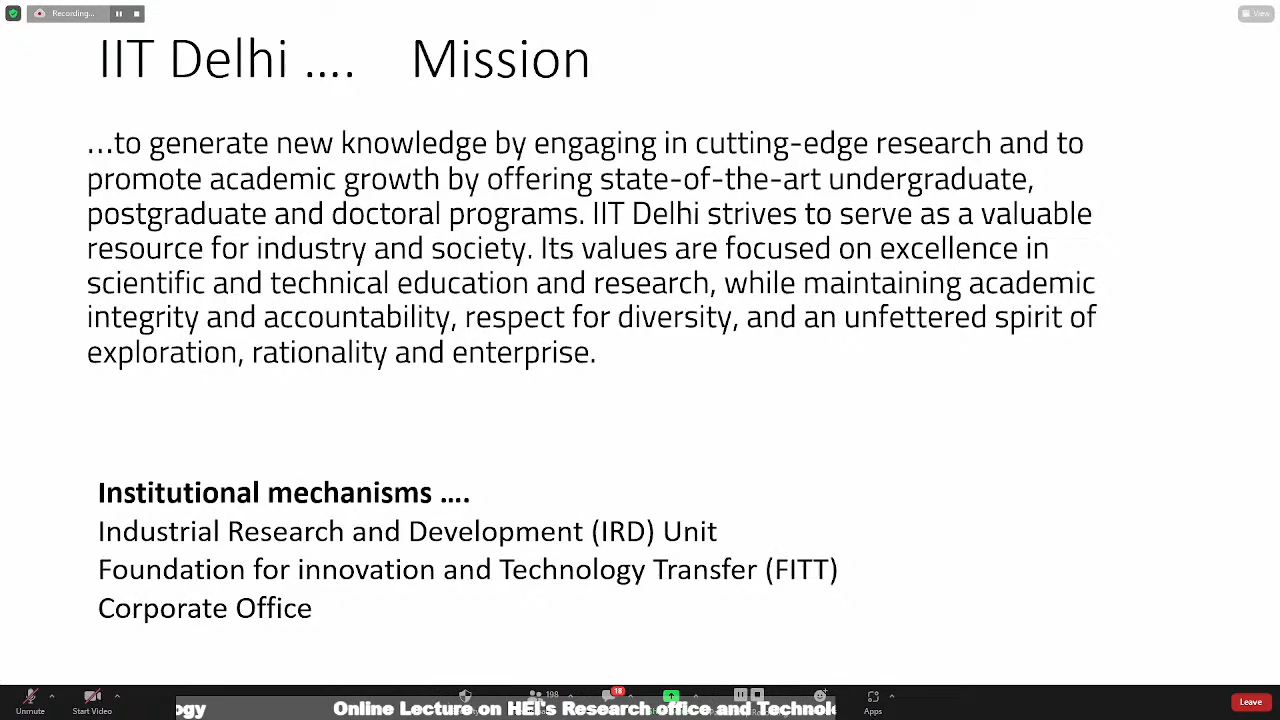 Recording...
View
IIT Delhi .... Mission
...to generate new knowledge by engaging in cutting-edge research and to
promote academic growth by offering state-of-the-art undergraduate,
postgraduate and doctoral programs. IIT Delhi strives to serve as a valuable
resource for industry and society. Its values are focused on excellence in
scientific and technical education and research, while maintaining academic
integrity and accountability, respect for diversity, and an unfettered spirit of
exploration, rationality and enterprise.
Institutional mechanisms ....
Industrial Research and Development (IRD) Unit
Foundation for innovation and Technology Transfer (FITT)
Corporate Office
198
18
Unmute
Start Video
Apps
Leave
ogy Online Lecture on HEI's Research office and Technol